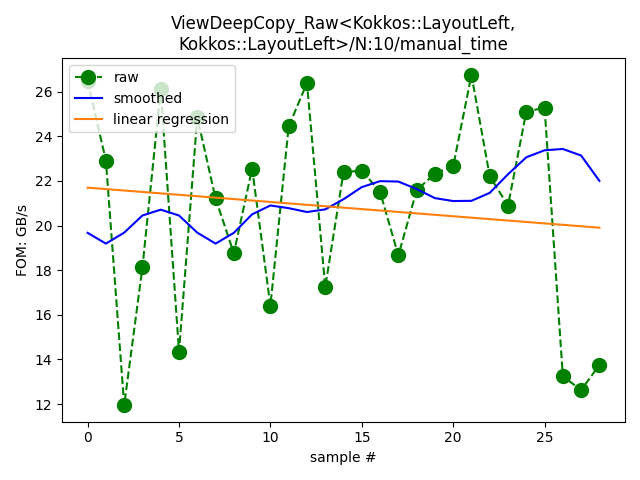 ViewDeepCopy_Raw<Kokkos::LayoutLeft,
Kokkos::LayoutLeft>/N:10/manual_time
raw
smoothed
linear regression
FOM: GB/s
26
24
22
20
18
16
14
12
0
5
10
15
20
25
sample #